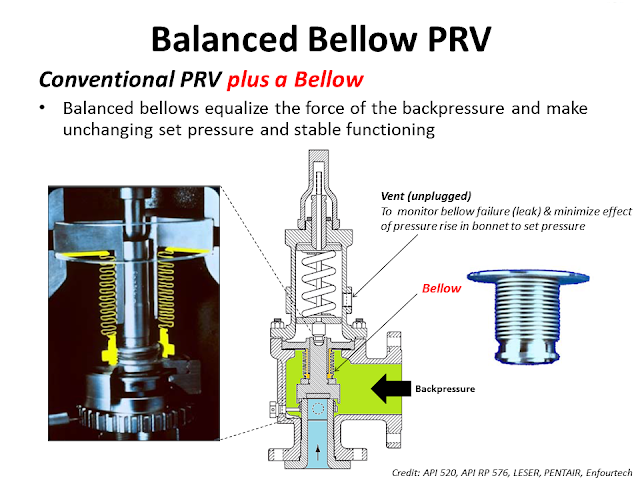 Balanced Bellow PRV
Conventional PRV plus a Bellow
• Balanced bellows equalize the force of the backpressure and make
unchanging set pressure and stable functioning
Vent (unplugged)
To monitor bellow failure (leak) & minimize effect
of pressure rise in bonnet to set pressure
Bellow
Backpressure
Credit: API 520, API RP 576, LESER, PENTAIR, Enfourtech